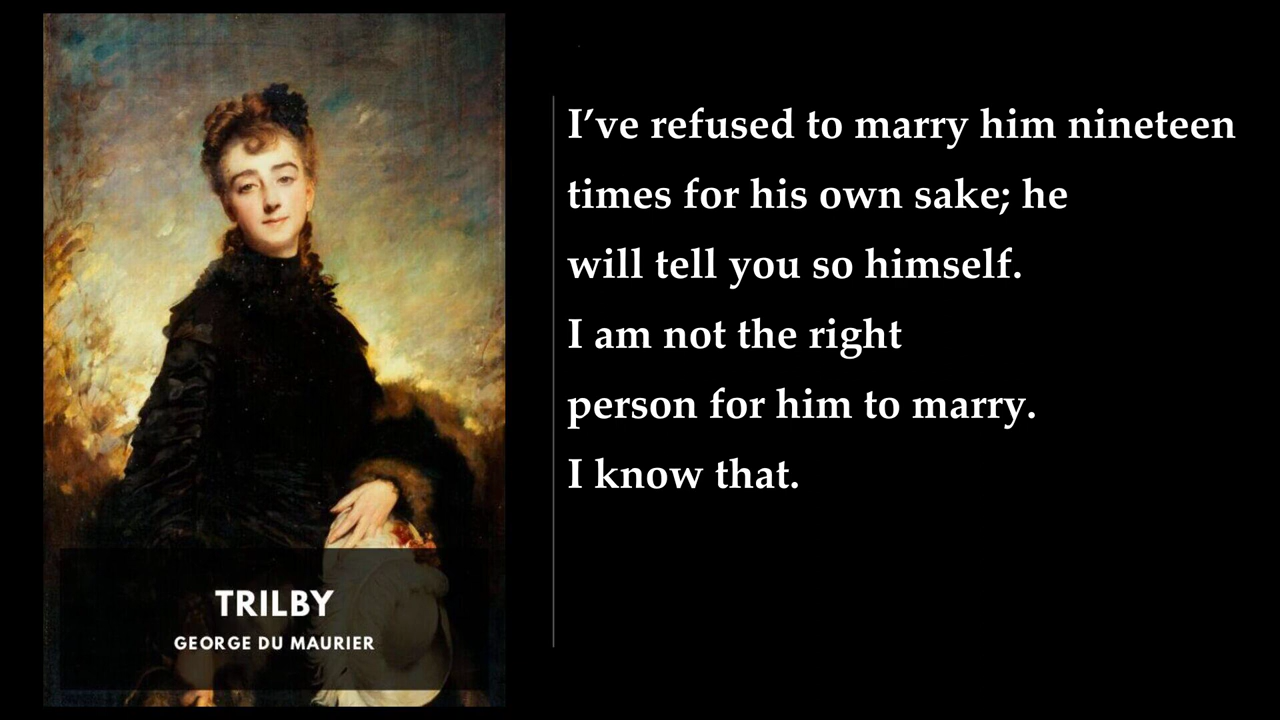 I’ve refused to marry him nineteen
times for his own sake; he
will tell you so himself.
I am not the right
person for him to marry.
I know that.
TRILBY
GEORGE DU MAURIER